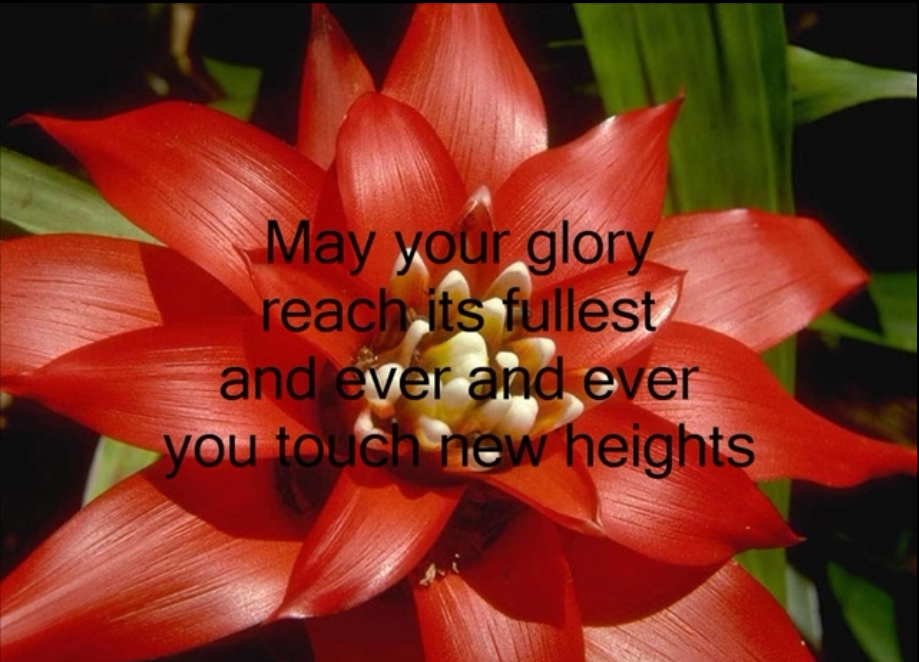 May your glory
reach its fullest
and ever and ever
you touch new heights